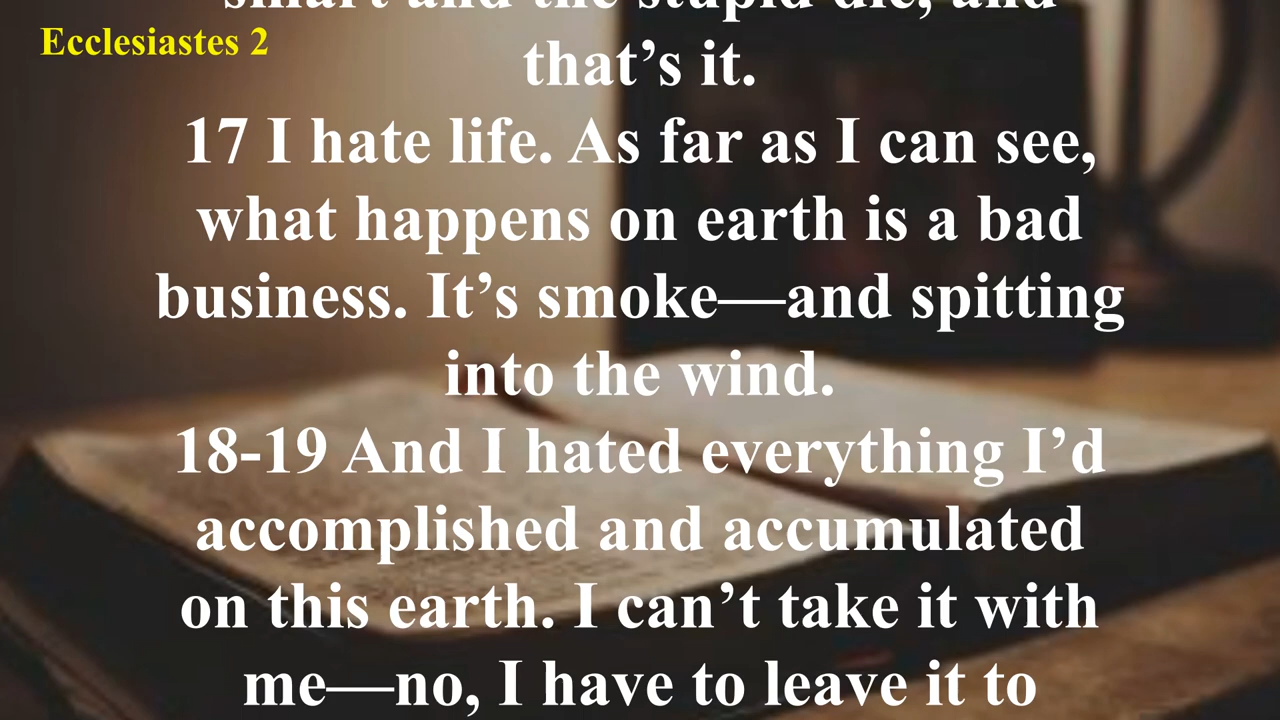 Ecclesiastes 2
smart and the stupid die, and
that’s it.
17 I hate life. As far as I can see,
what happens on earth is a bad
business. It’s smoke—and spitting
into the wind.
18-19 And I hated everything I’d
accomplished and accumulated
on this earth. I can’t take it with
me—no, I have to leave it to